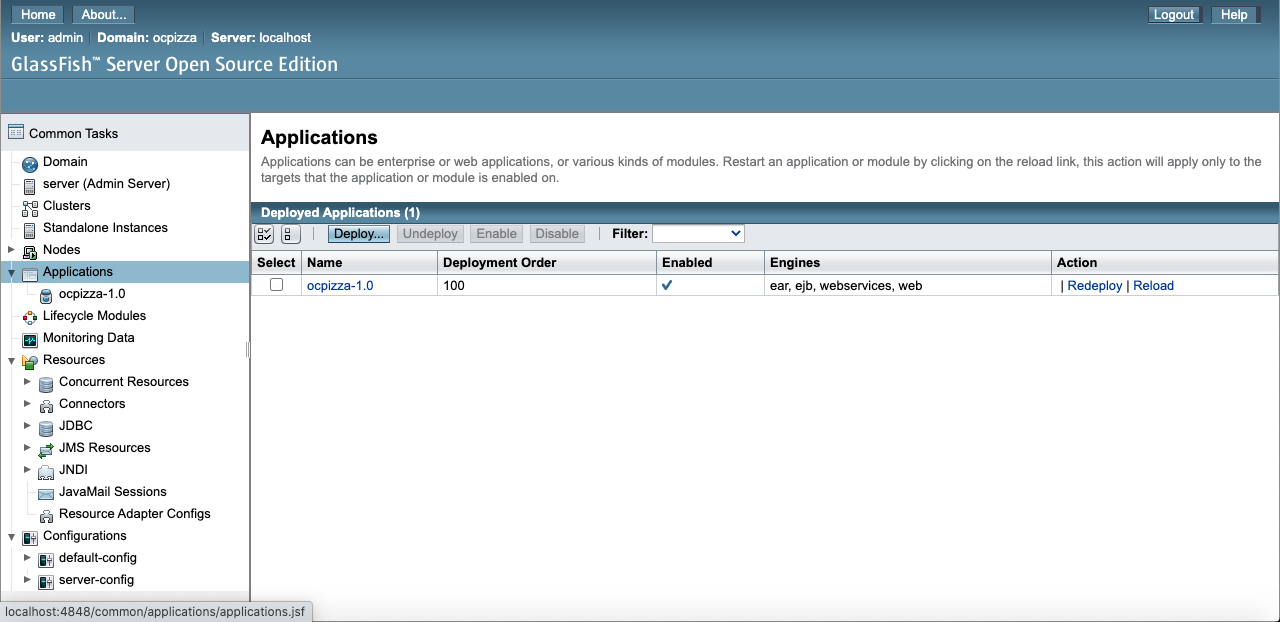 Home About... Logout Help
User: admin Domain: ocpizza Server: localhost
GlassFish™ Server Open Source Edition
Common Tasks
Domain
server (Admin Server)
Clusters
Standalone Instances
Nodes
Applications
ocpizza-1.0
Lifecycle Modules
Monitoring Data
Resources
Concurrent Resources
Connectors
JDBC
JMS Resources
JNDI
JavaMail Sessions
Resource Adapter Configs
Configurations
default-config
server-config
Applications
Applications can be enterprise or web applications, or various kinds of modules. Restart an application or module by clicking on the reload link, this action will apply only to the
targets that the application or module is enabled on.
Deployed Applications (1)
Deploy... Undeploy Enable Disable Filter:
Select Name Deployment Order Enabled Engines Action
ocpizza-1.0 100 ear, ejb, webservices, web | Redeploy | Reload
localhost:4848/common/applications/applications.jsf